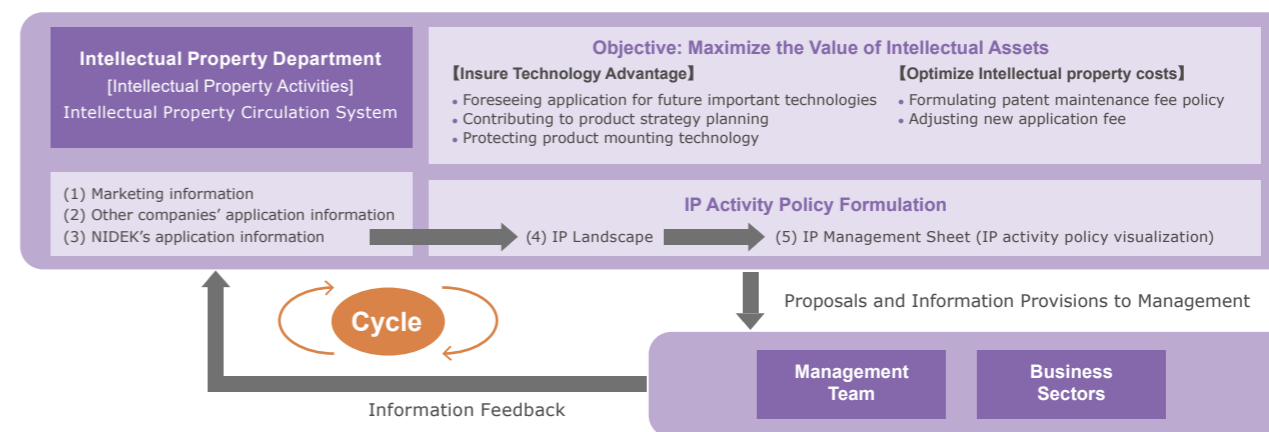 Intellectual Property Department
[Intellectual Property Activities]
Intellectual Property Circulation System
Objective: Maximize the Value of Intellectual Assets
【Insure Technology Advantage】
• Foreseeing application for future important technologies
• Contributing to product strategy planning
• Protecting product mounting technology
【Optimize Intellectual property costs】
• Formulating patent maintenance fee policy
• Adjusting new application fee
(1) Marketing information
(2) Other companies’ application information
(3) NIDEK’s application information
IP Activity Policy Formulation
(4) IP Landscape
(5) IP Management Sheet (IP activity policy visualization)
Proposals and Information Provisions to Management
Cycle
Management
Team
Business
Sectors
Information Feedback